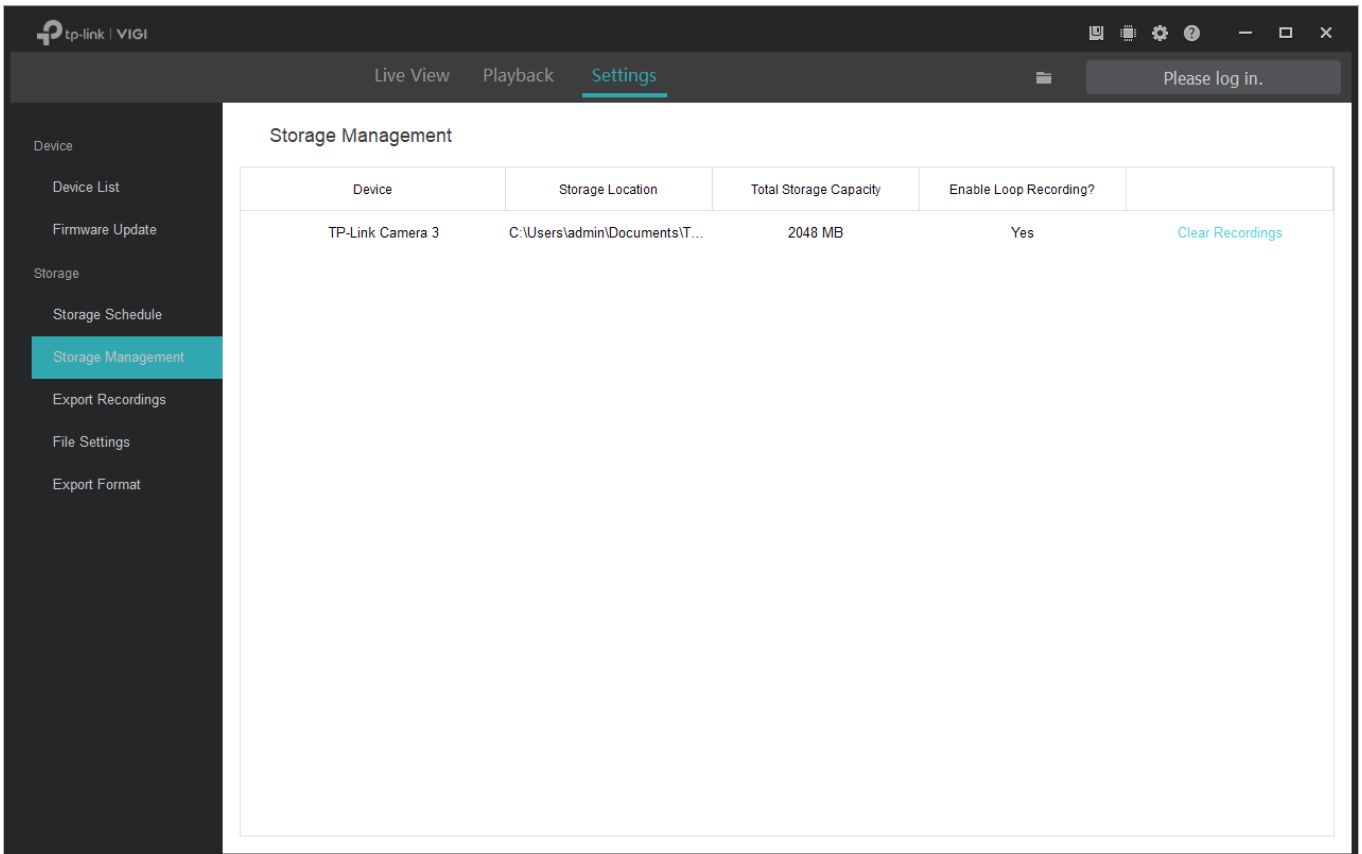 tp-link | VIGI
Live View Playback Settings Please log in.
Device
Device List
Firmware Update
Storage
Storage Schedule
Storage Management
Export Recordings
File Settings
Export Format
Storage Management
Device Storage Location Total Storage Capacity Enable Loop Recording?
TP-Link Camera 3 C:\Users\admin\Documents\T... 2048 MB Yes Clear Recordings